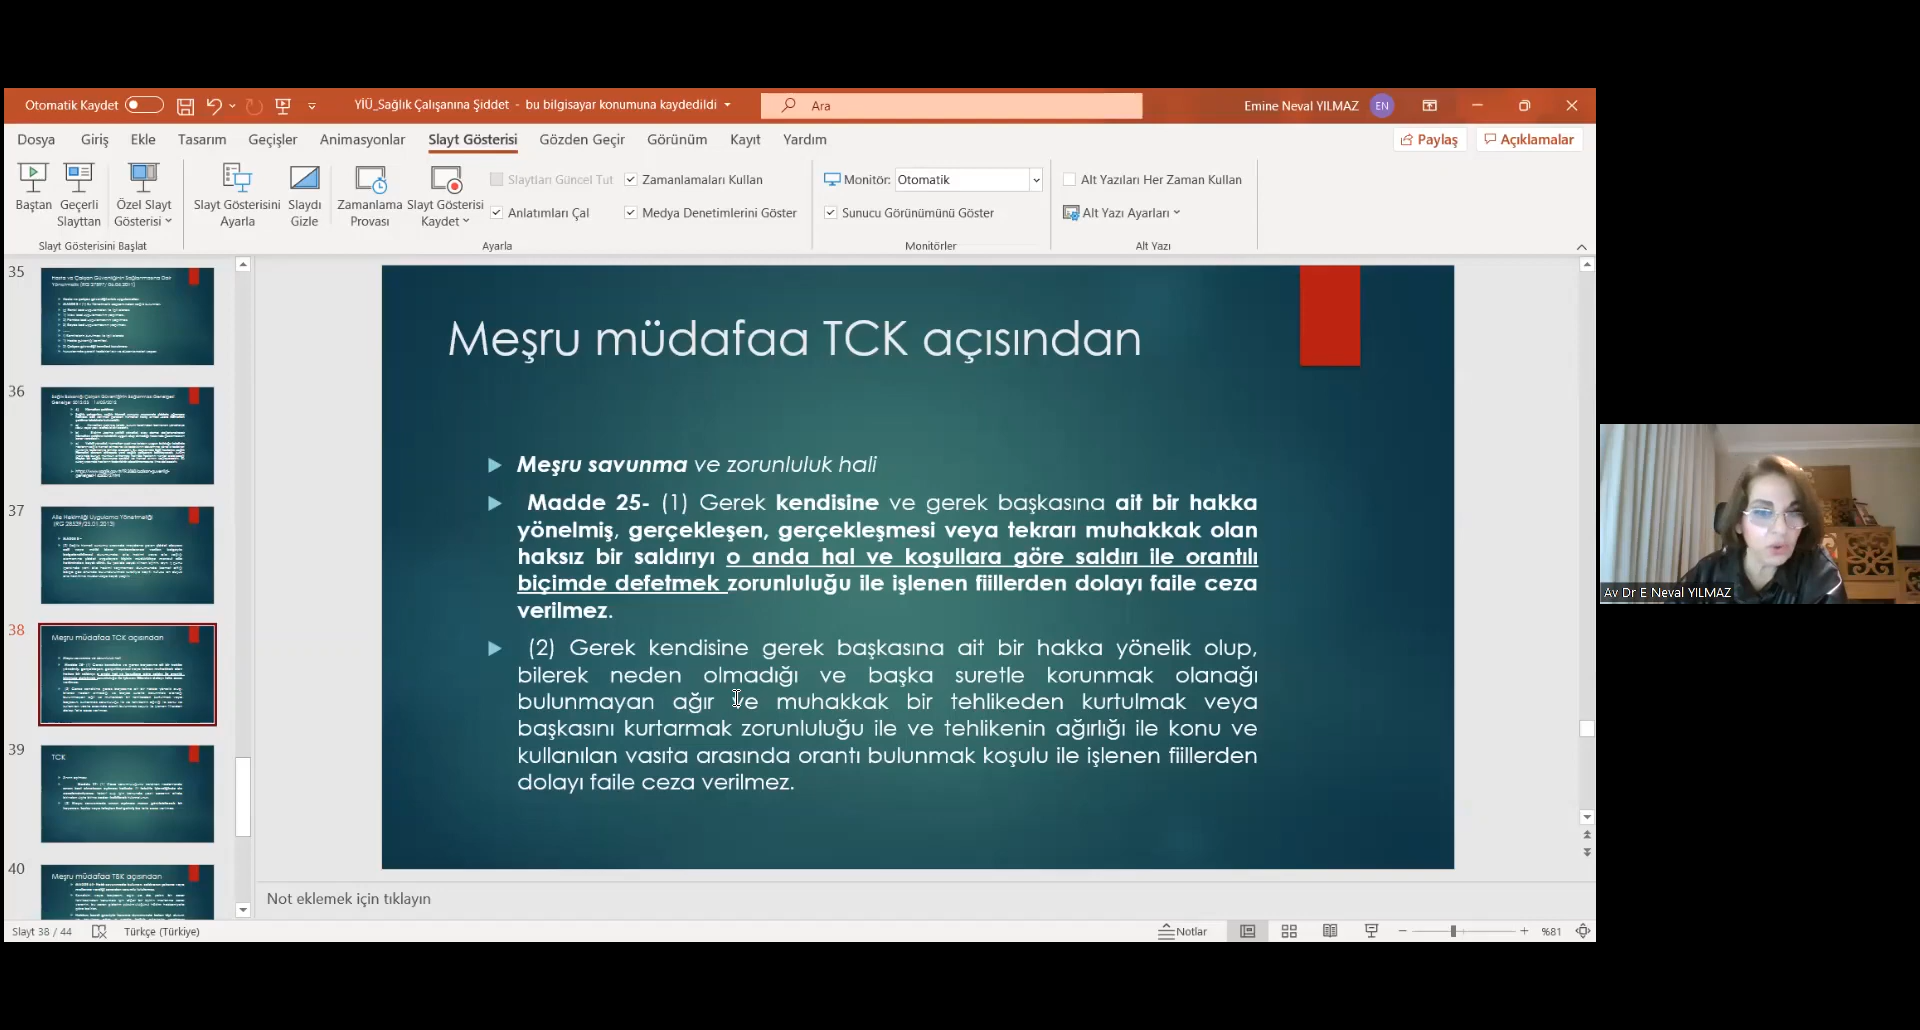 Otomatik Kaydet
YİÜ_Sağlık Çalışanına Şiddet - bu bilgisayar konumuna kaydedildi
Ara
Emine Neval YILMAZ
EN
Dosya Giriş Ekle Tasarım Geçişler Animasyonlar Slayt Gösterisi Gözden Geçir Görünüm Kayıt Yardım
Paylaş
Açıklamalar
Baştan
Geçerli Slayttan
Özel Slayt Gösterisi
Slayt Gösterisini Ayarla
Slaydı Gizle
Zamanlama Provası
Slayt Gösterisi Kaydet
Slaytları Güncel Tut
Zamanlamaları Kullan
Anlatımları Çal
Medya Denetimlerini Göster
Monitör: Otomatik
Sunucu Görünümünü Göster
Alt Yazıları Her Zaman Kullan
Alt Yazı Ayarları
Slayt Gösterisini Başlat
Ayarla
Monitörler
Alt Yazı
35
36
37
Aile Hekimliği Uygulama Yönetmeliği
38
Meşru müdafaa TCK açısından
39
TCK
40
Meşru müdafaa TBK açısından
Meşru müdafaa TCK açısından
Meşru savunma ve zorunluluk hali
Madde 25- (1) Gerek kendisine ve gerek başkasına ait bir hakka
yönelmiş, gerçekleşen, gerçekleşmesi veya tekrarı muhakkak olan
haksız bir saldırıyı o anda hal ve koşullara göre saldırı ile orantılı
biçimde defetmek zorunluluğu ile işlenen fiillerden dolayı faile ceza
verilmez.
(2) Gerek kendisine gerek başkasına ait bir hakka yönelik olup,
bilerek neden olmadığı ve başka suretle korunmak olanağı
bulunmayan ağır ve muhakkak bir tehlikeden kurtulmak veya
başkasını kurtarmak zorunluluğu ile ve tehlikenin ağırlığı ile konu ve
kullanılan vasıta arasında orantı bulunmak koşulu ile işlenen fiillerden
dolayı faile ceza verilmez.
Not eklemek için tıklayın
Slayt 38 / 44
Türkçe (Türkiye)
Notlar
%81
Av Dr E Neval YILMAZ